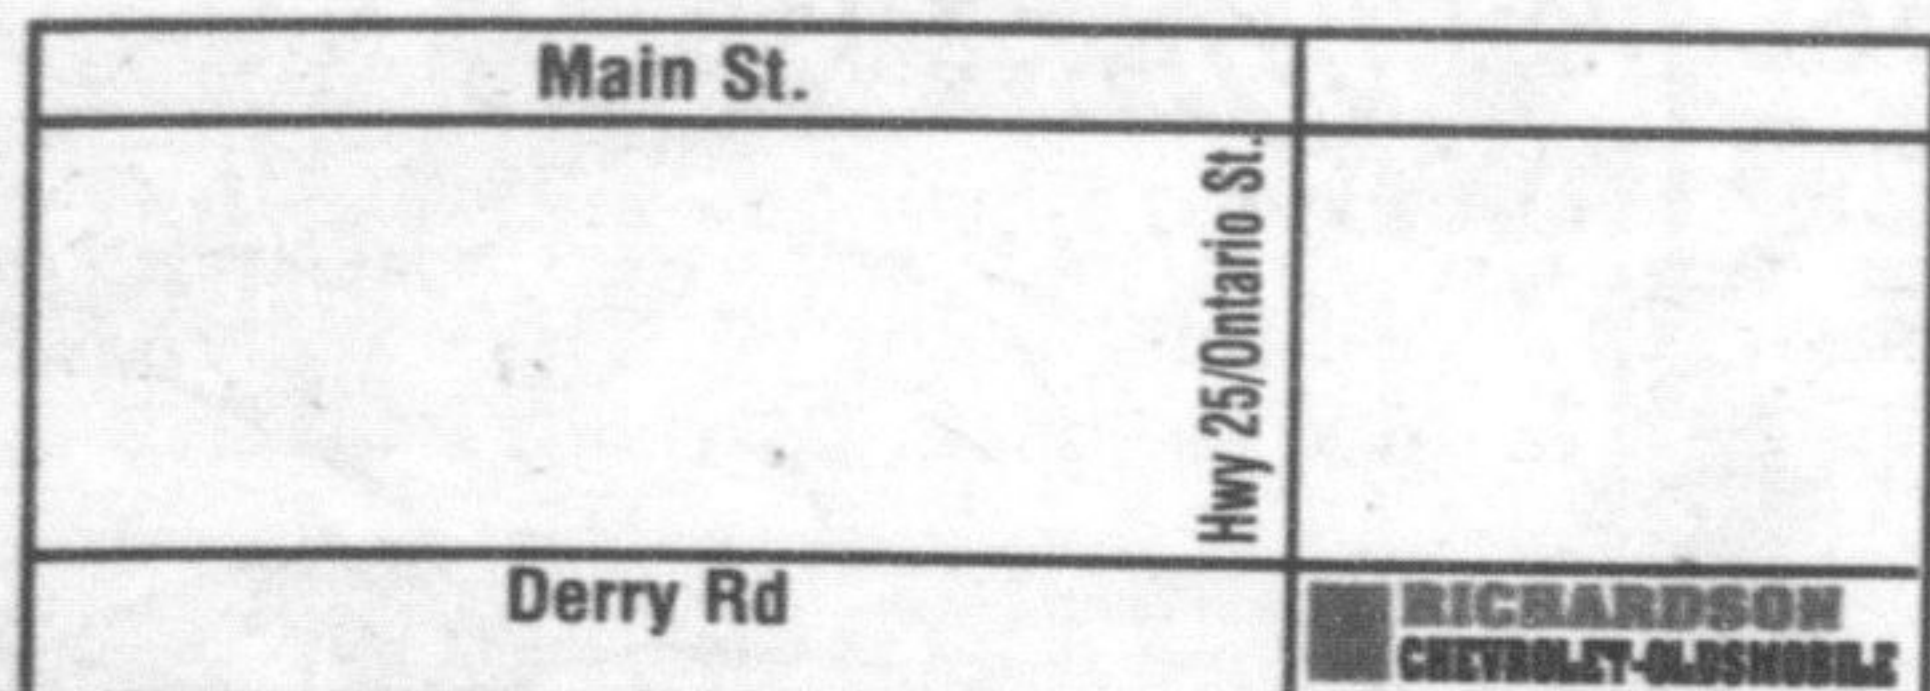 Main St.
Hwy 25/Ontario St.
Derry Rd
RICHARDSON
CHEVROLET-OLDSMOBILE